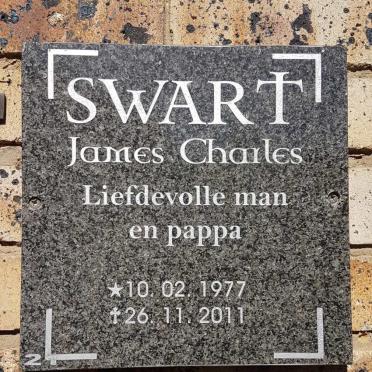 SWART
James Charles
Liefdevolle man
en pappa
★10. 02. 1977
✝26. 11. 2011